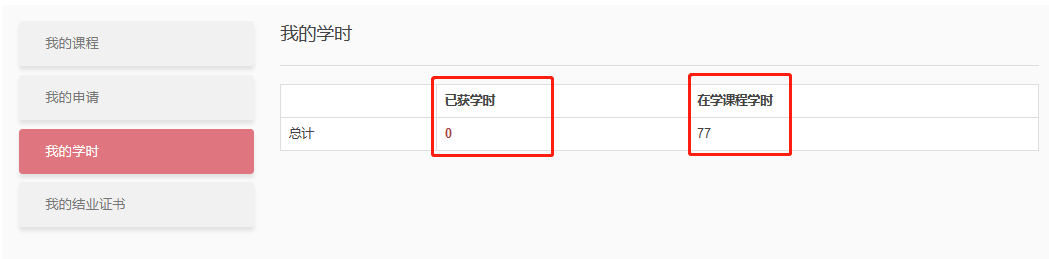 我的课程
我的申请
我的学时
我的结业证书
我的学时
已获学时 在学课程学时
总计 0 77